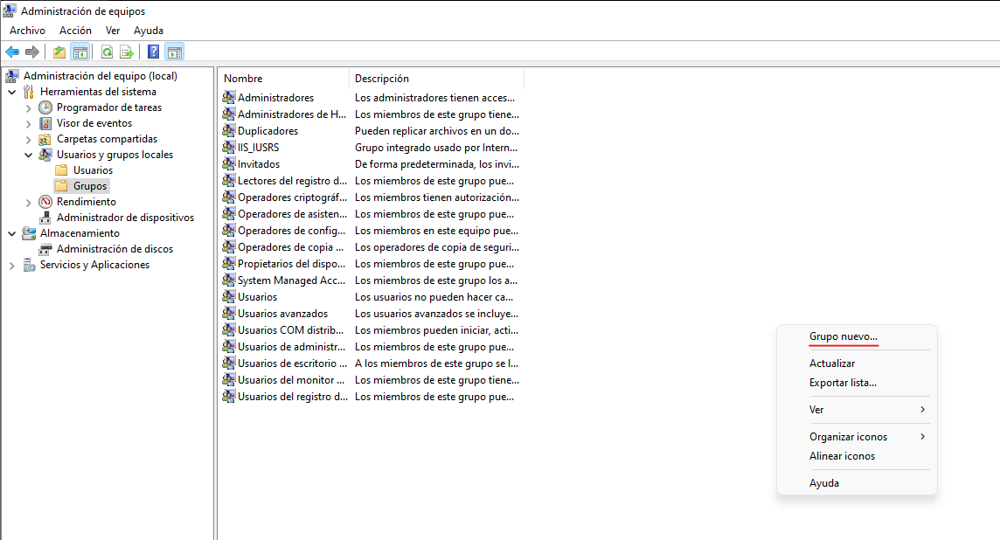 Administración de equipos
Archivo Acción Ver Ayuda
Administración del equipo (local)
Herramientas del sistema
Programador de tareas
Visor de eventos
Carpetas compartidas
Usuarios y grupos locales
Usuarios
Grupos
Rendimiento
Administrador de dispositivos
Almacenamiento
Administración de discos
Servicios y Aplicaciones
Nombre Descripción
Administradores Los administradores tienen acces...
Administradores de H... Los miembros de este grupo tiene...
Duplicadores Pueden replicar archivos en un do...
IIS_IUSRS Grupo integrado usado por Intern...
Invitados De forma predeterminada, los invi...
Lectores del registro d... Los miembros de este grupo pue...
Operadores criptográf... Los miembros tienen autorización...
Operadores de asisten... Los miembros de este grupo pue...
Operadores de config... Los miembros en este equipo pue...
Operadores de copia ... Los operadores de copia de seguri...
Propietarios del dispo... Los miembros de este grupo pue...
System Managed Acc... Los miembros de este grupo los a...
Usuarios Los usuarios no pueden hacer ca...
Usuarios avanzados Los usuarios avanzados se incluye...
Usuarios COM distrib... Los miembros pueden iniciar, acti...
Usuarios de administr... Los miembros de este grupo pue...
Usuarios de escritorio ... A los miembros de este grupo se l...
Usuarios del monitor ... Los miembros de este grupo tiene...
Usuarios del registro d... Los miembros de este grupo pue...
Grupo nuevo...
Actualizar
Exportar lista...
Ver
Organizar iconos
Alinear iconos
Ayuda